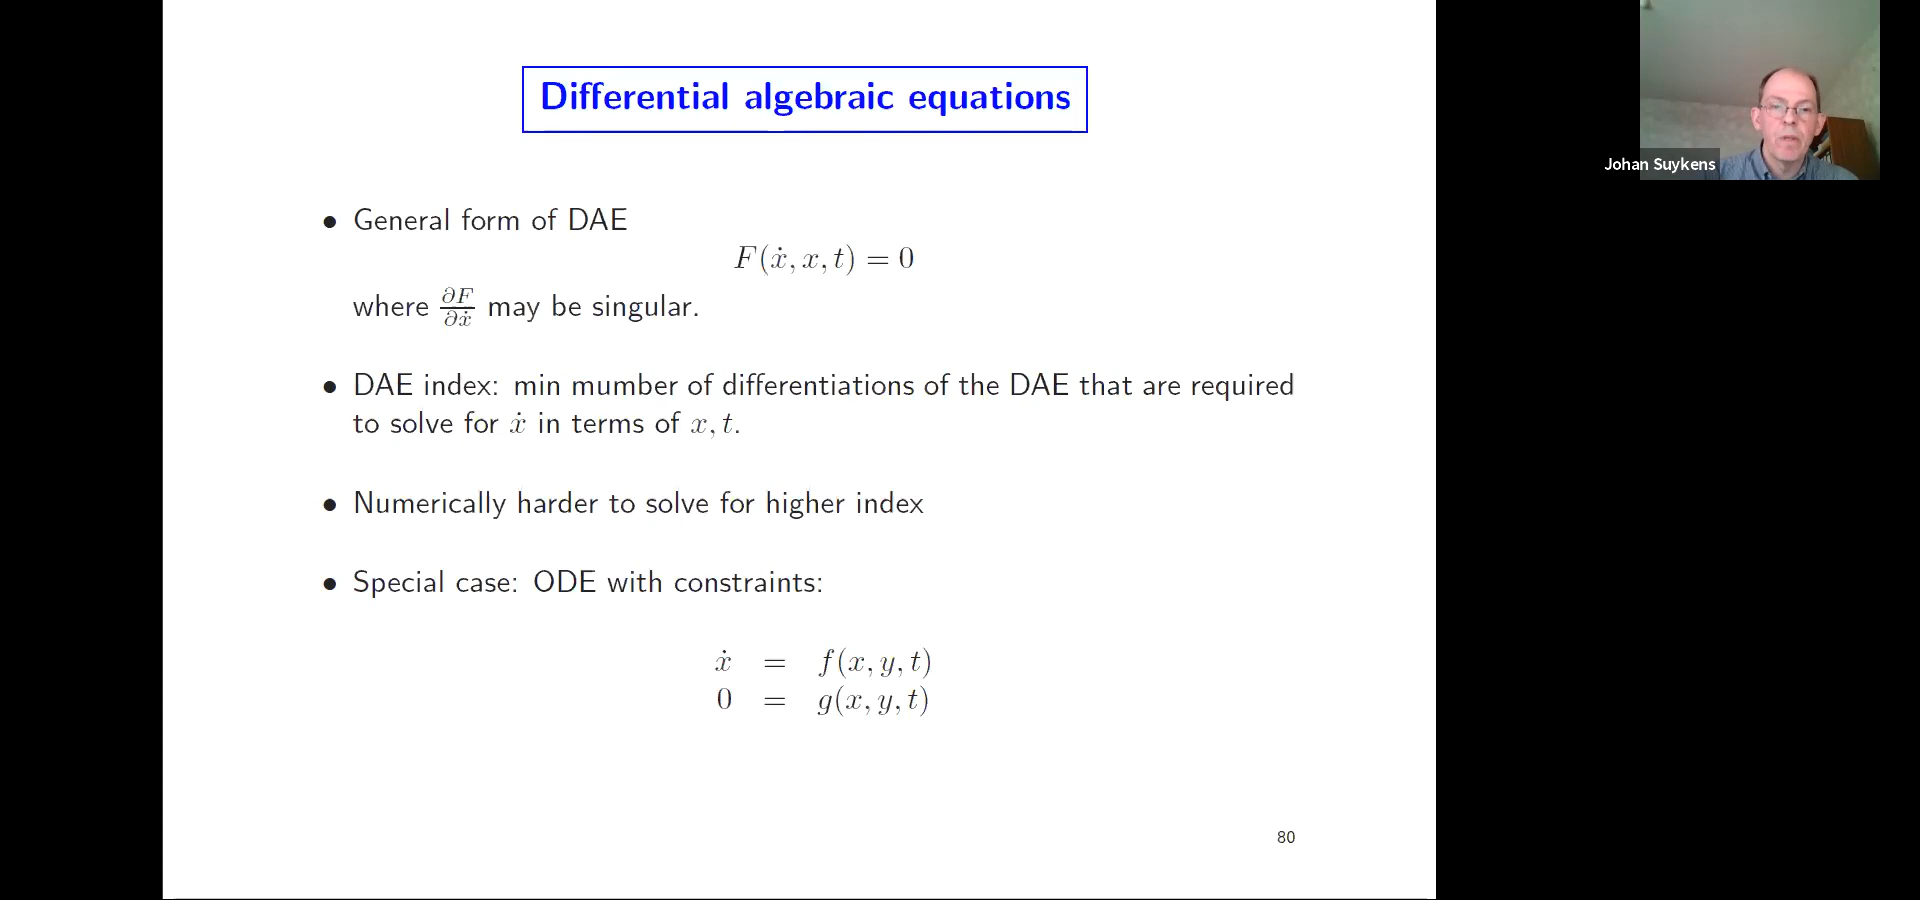 Differential algebraic equations
Johan Suykens
• General form of DAE
F(ẋ, x, t) = 0
where ∂F/∂ẋ may be singular.
• DAE index: min mumber of differentiations of the DAE that are required
to solve for ẋ in terms of x, t.
• Numerically harder to solve for higher index
• Special case: ODE with constraints:
ẋ = f(x, y, t)
0 = g(x, y, t)
80